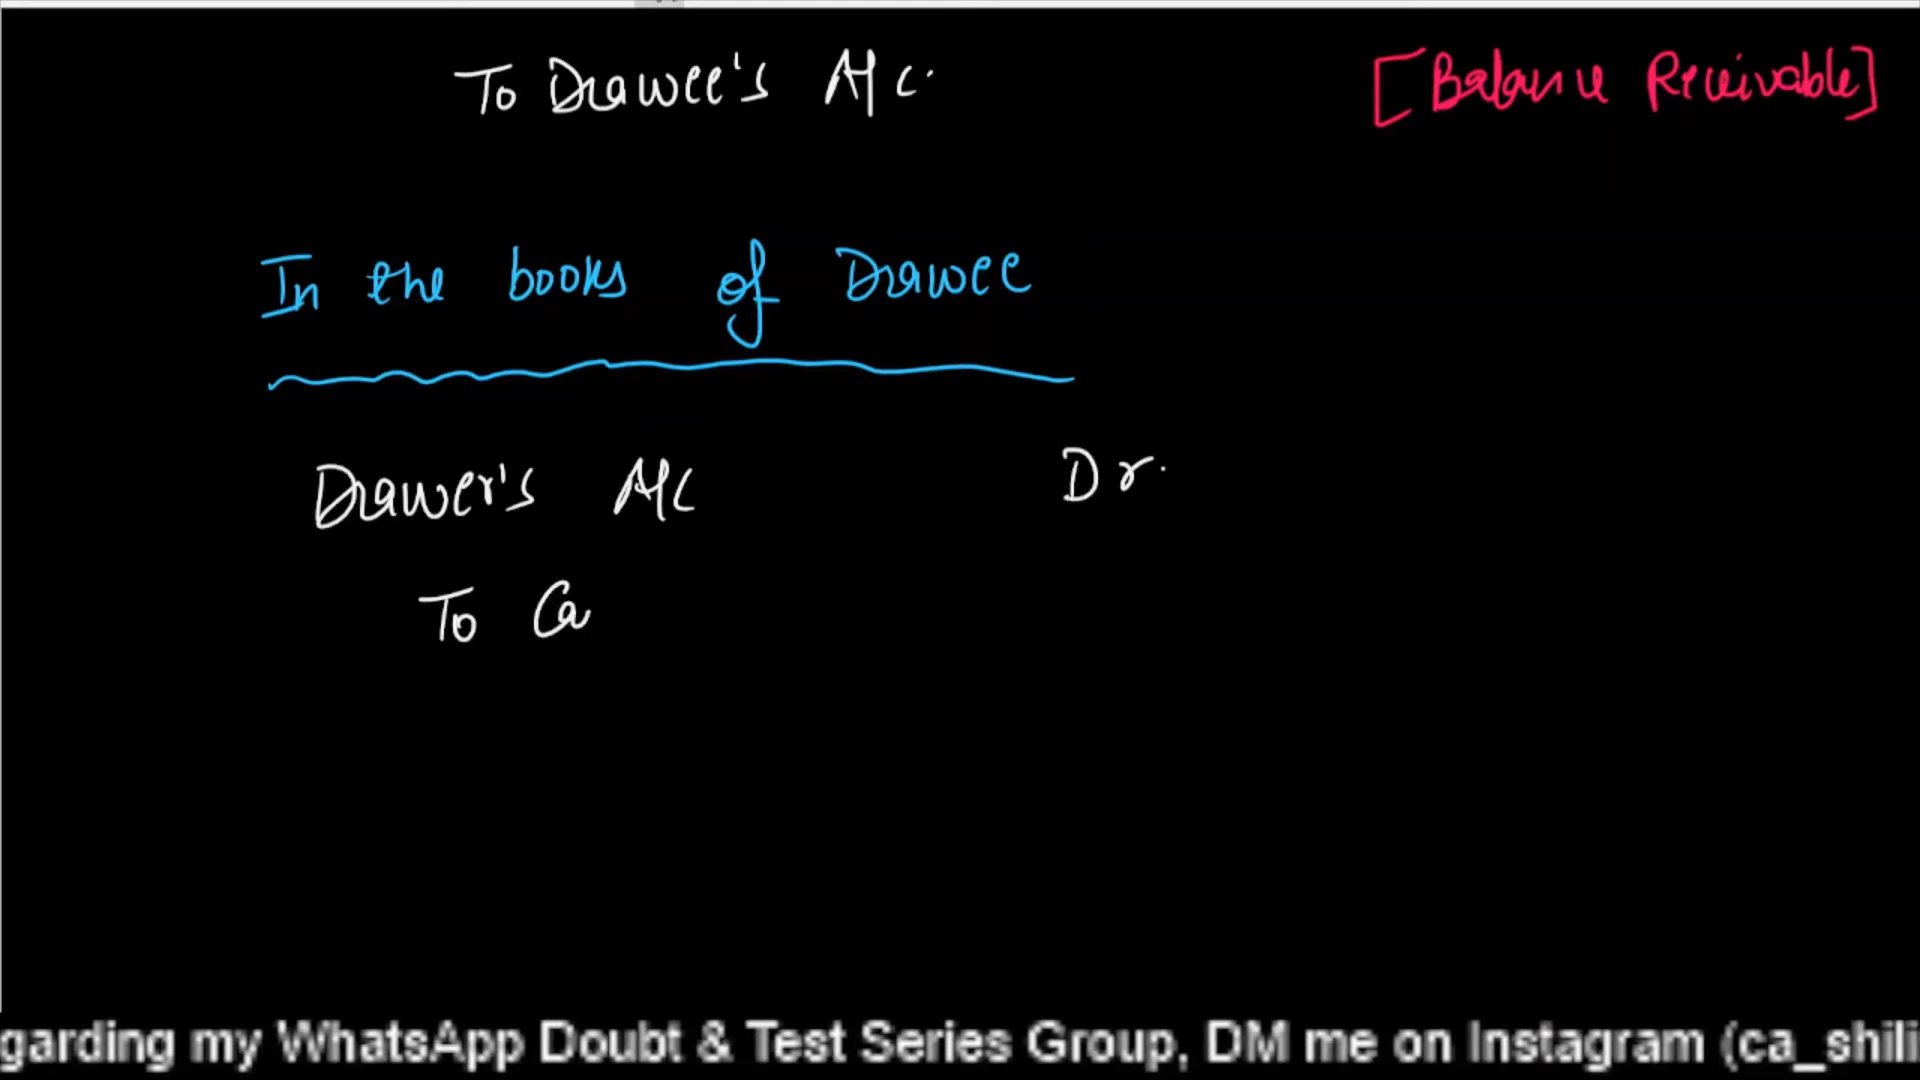 To Drawee's A/c. [Balance Receivable]
In the books of Drawee
Drawer's A/c Dr.
To Ca
garding my WhatsApp Doubt & Test Series Group, DM me on Instagram (ca_shili